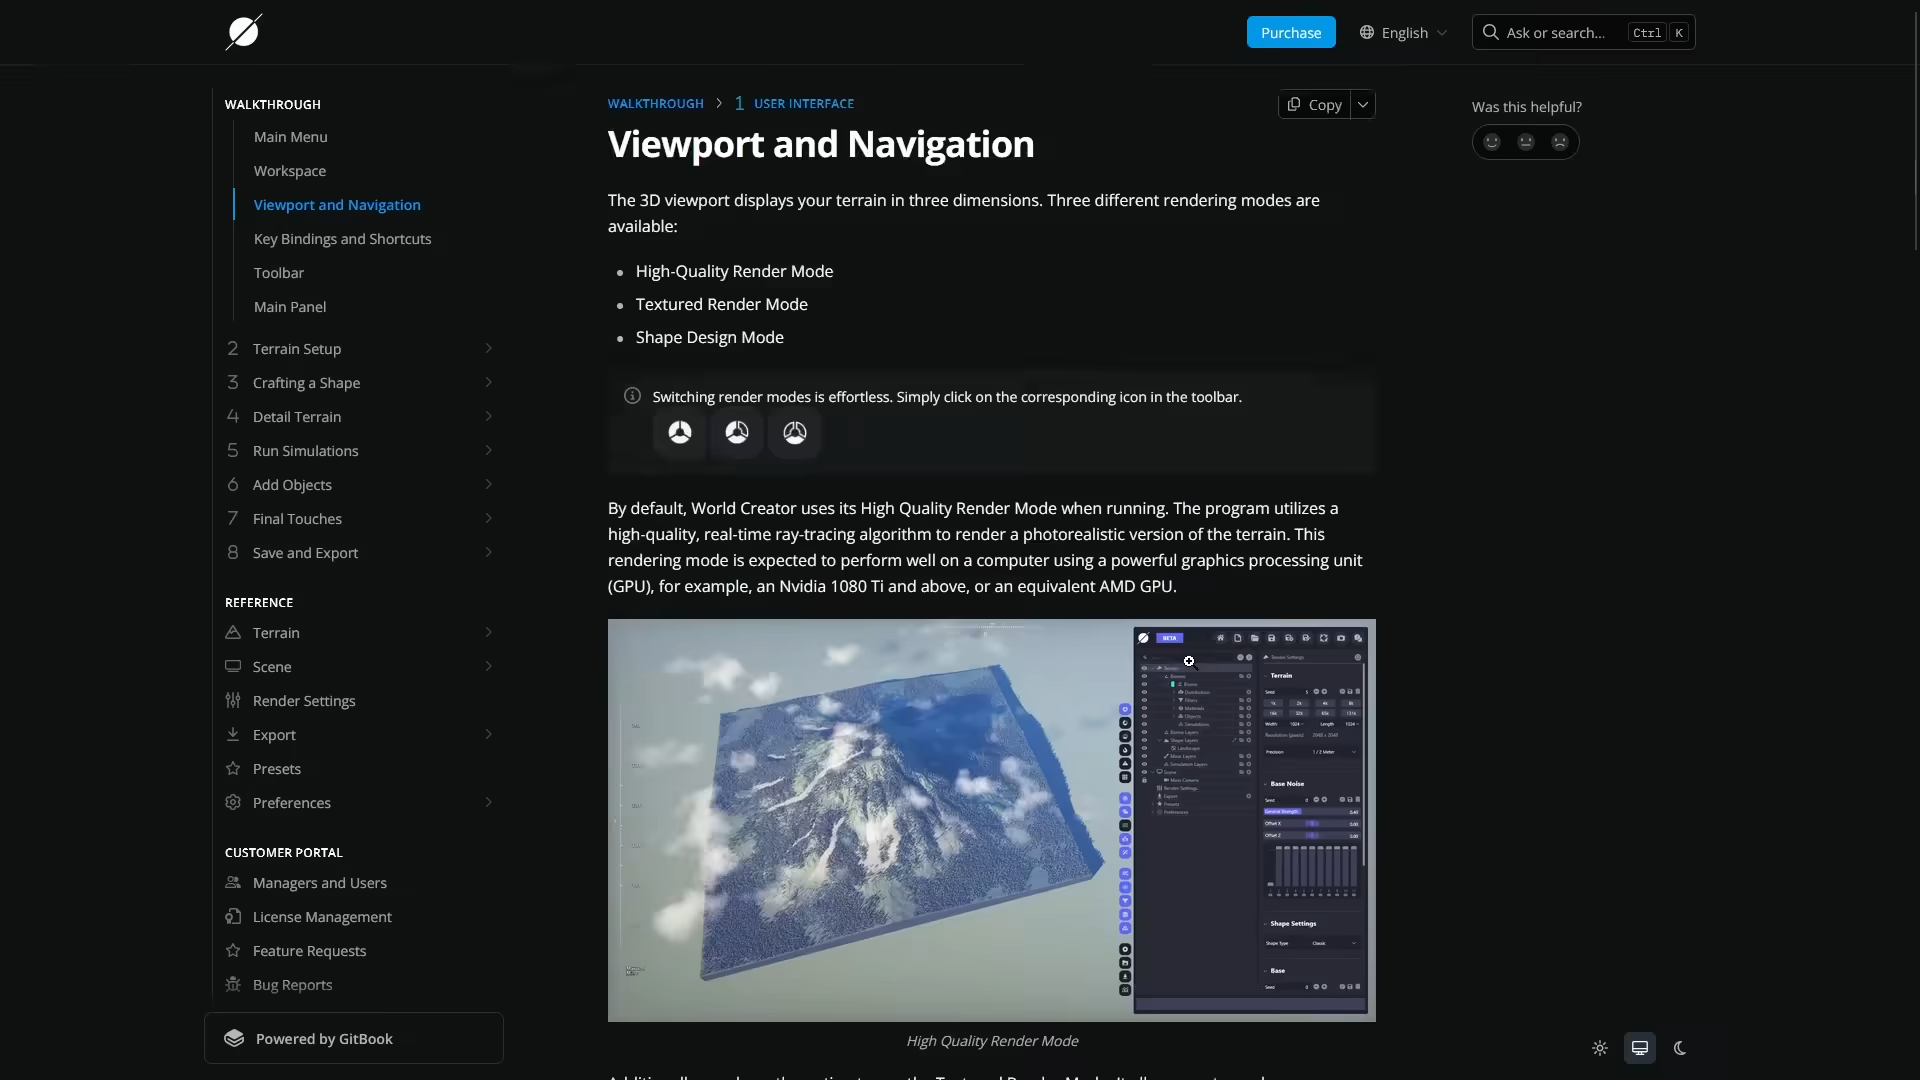 Purchase
English
Ask or search...
Ctrl K
WALKTHROUGH
Main Menu
Workspace
Viewport and Navigation
Key Bindings and Shortcuts
Toolbar
Main Panel
2 Terrain Setup
3 Crafting a Shape
4 Detail Terrain
5 Run Simulations
6 Add Objects
7 Final Touches
8 Save and Export
REFERENCE
Terrain
Scene
Render Settings
Export
Presets
Preferences
CUSTOMER PORTAL
Managers and Users
License Management
Feature Requests
Bug Reports
Powered by GitBook
WALKTHROUGH > 1 USER INTERFACE
Copy
Viewport and Navigation
The 3D viewport displays your terrain in three dimensions. Three different rendering modes are
available:
• High-Quality Render Mode
• Textured Render Mode
• Shape Design Mode
Switching render modes is effortless. Simply click on the corresponding icon in the toolbar.
By default, World Creator uses its High Quality Render Mode when running. The program utilizes a
high-quality, real-time ray-tracing algorithm to render a photorealistic version of the terrain. This
rendering mode is expected to perform well on a computer using a powerful graphics processing unit
(GPU), for example, an Nvidia 1080 Ti and above, or an equivalent AMD GPU.
BETA
Terrain
Base Noise
Shape Settings
Base
High Quality Render Mode
Was this helpful?